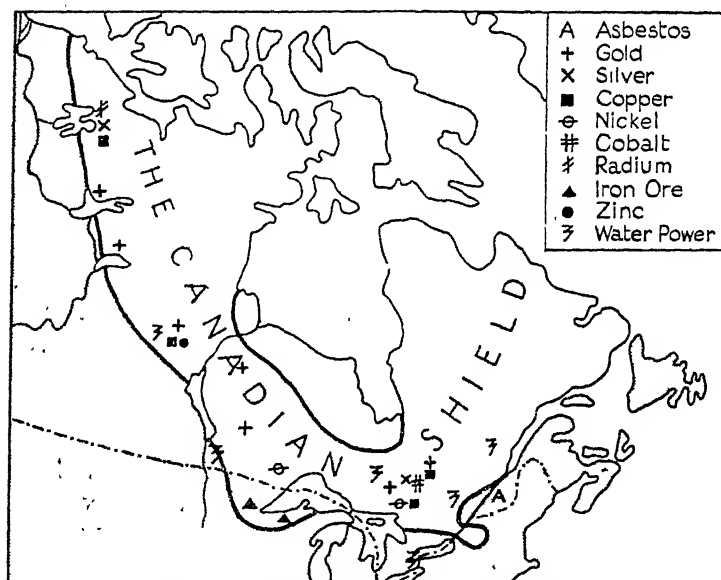 A Asbestos
+ Gold
× Silver
■ Copper
Nickel
Cobalt
Radium
▲ Iron Ore
● Zinc
Water Power
THE CANADIAN SHIELD
A